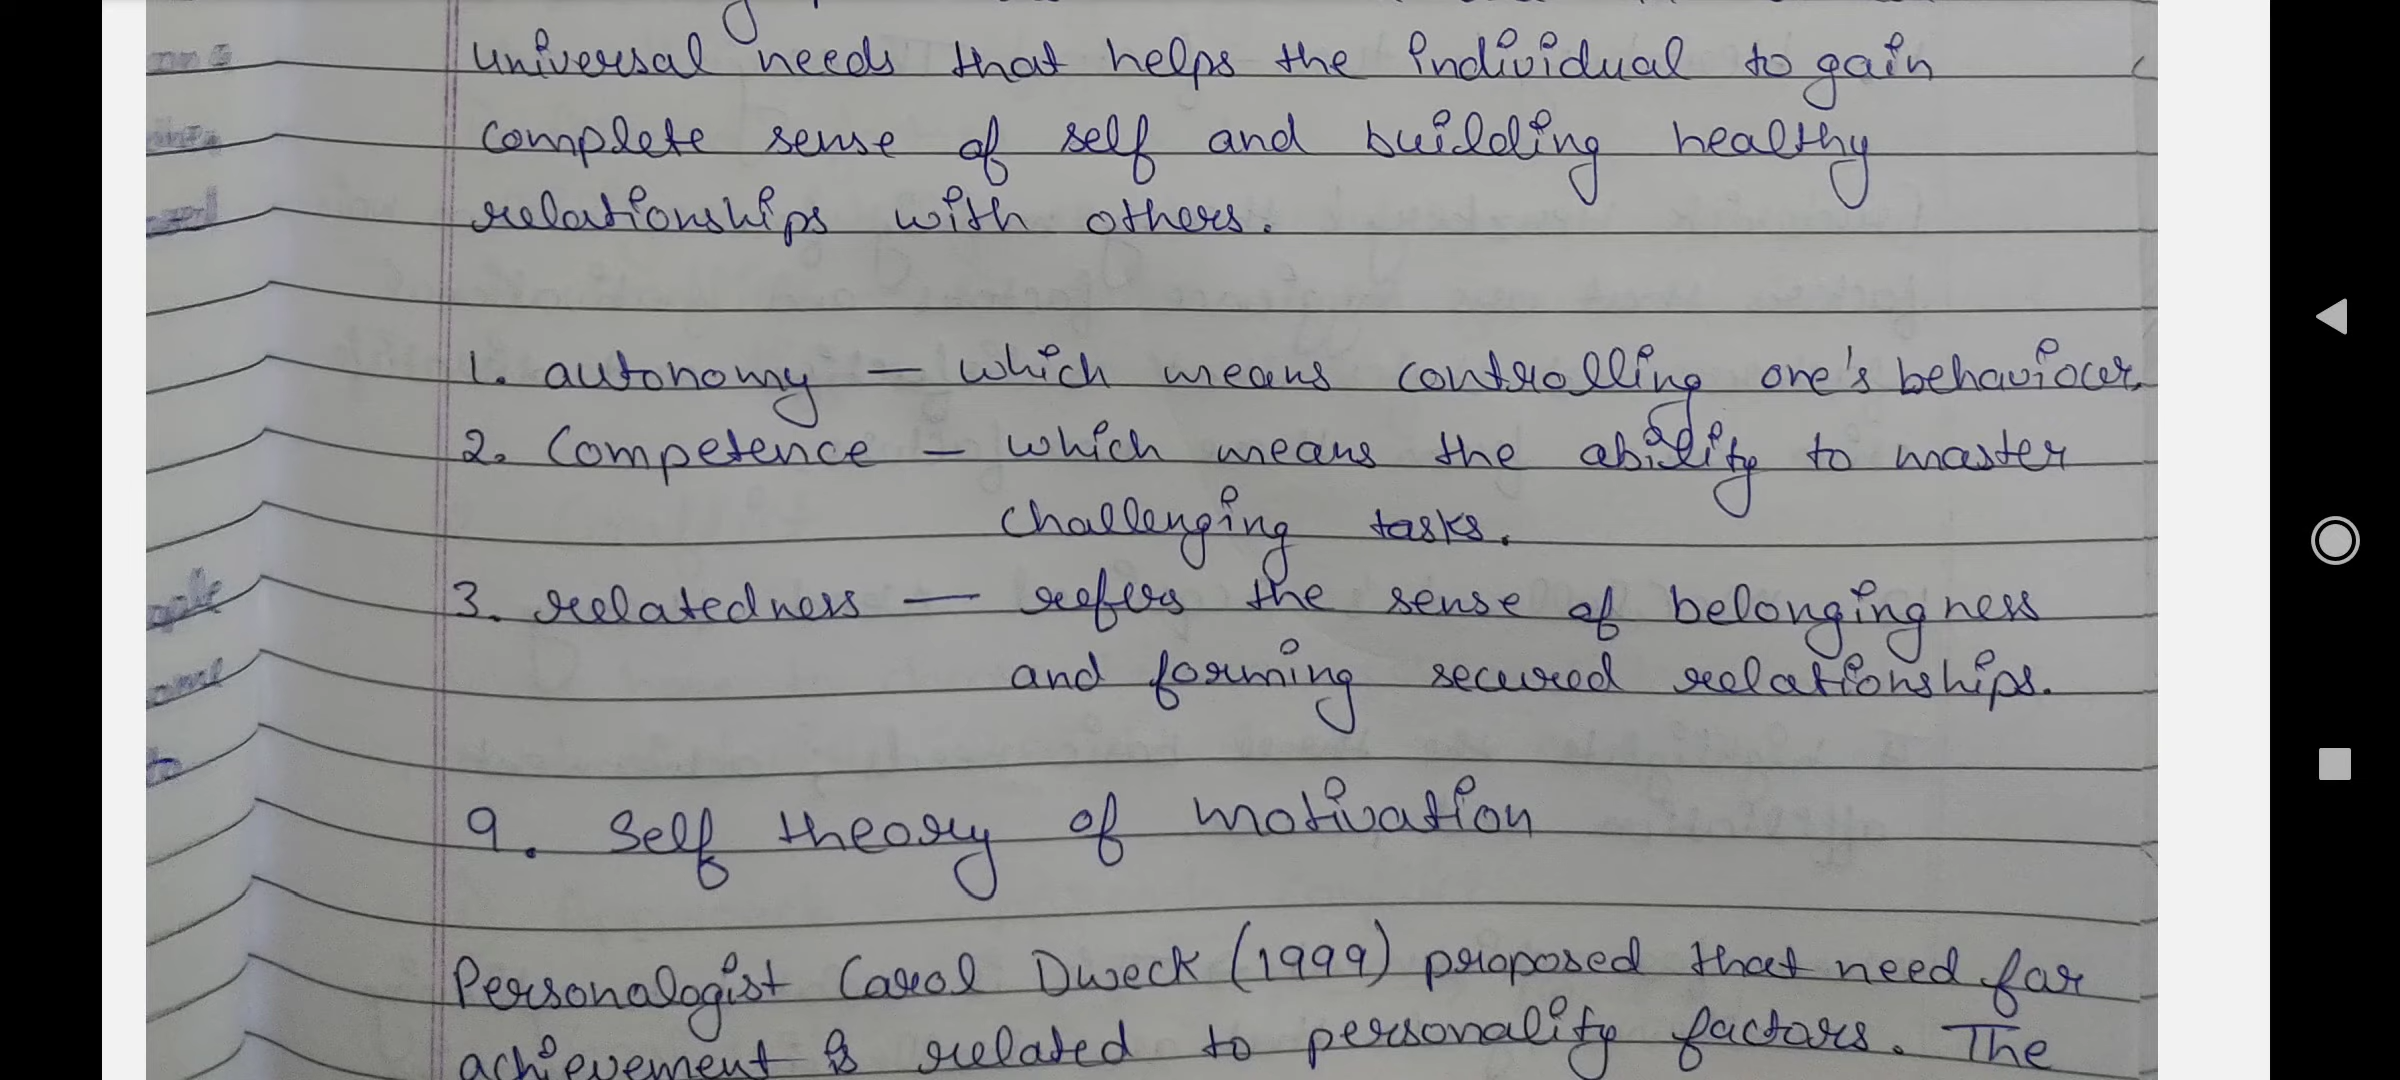 universal needs that helps the individual to gain
complete sense of self and building healthy
relationships with others.
1. autonomy – which means controlling one's behaviour.
2. Competence – which means the ability to master
challenging tasks.
3. relatedness – refers the sense of belongingness
and forming secured relationships.
9. Self theory of motivation
Personalogist Carol Dweck (1999) proposed that need for
achievement is related to personality factors. The